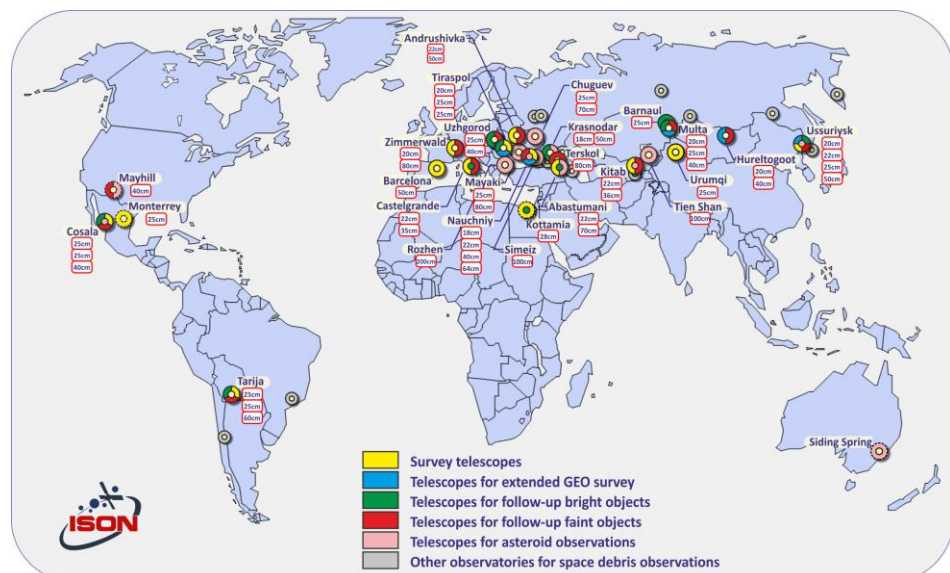 Andrushivka
22cm
50cm
Tiraspol
20cm
25cm
25cm
Chuguev
25cm
70cm
Uzhgorod
25cm
40cm
Krasnodar
18cm 50cm
Barnaul
25cm
Zimmerwald
20cm
80cm
Terskol
80cm
Multa
20cm
25cm
40cm
Ussuriysk
20cm
22cm
25cm
50cm
Hureltogoot
20cm
40cm
Barcelona
50cm
Mayaki
25cm
80cm
Kitab
22cm
36cm
Urumqi
25cm
Castelgrande
22cm
35cm
Abastumani
22cm
70cm
Tien Shan
100cm
Nauchniy
18cm
22cm
40cm
64cm
Kottamia
28cm
Rozhen
200cm
Simeiz
100cm
Mayhill
40cm
Monterrey
25cm
Cosala
25cm
25cm
40cm
Tarija
25cm
25cm
60cm
Siding Spring
Survey telescopes
Telescopes for extended GEO survey
Telescopes for follow-up bright objects
Telescopes for follow-up faint objects
Telescopes for asteroid observations
Other observatories for space debris observations
ISON